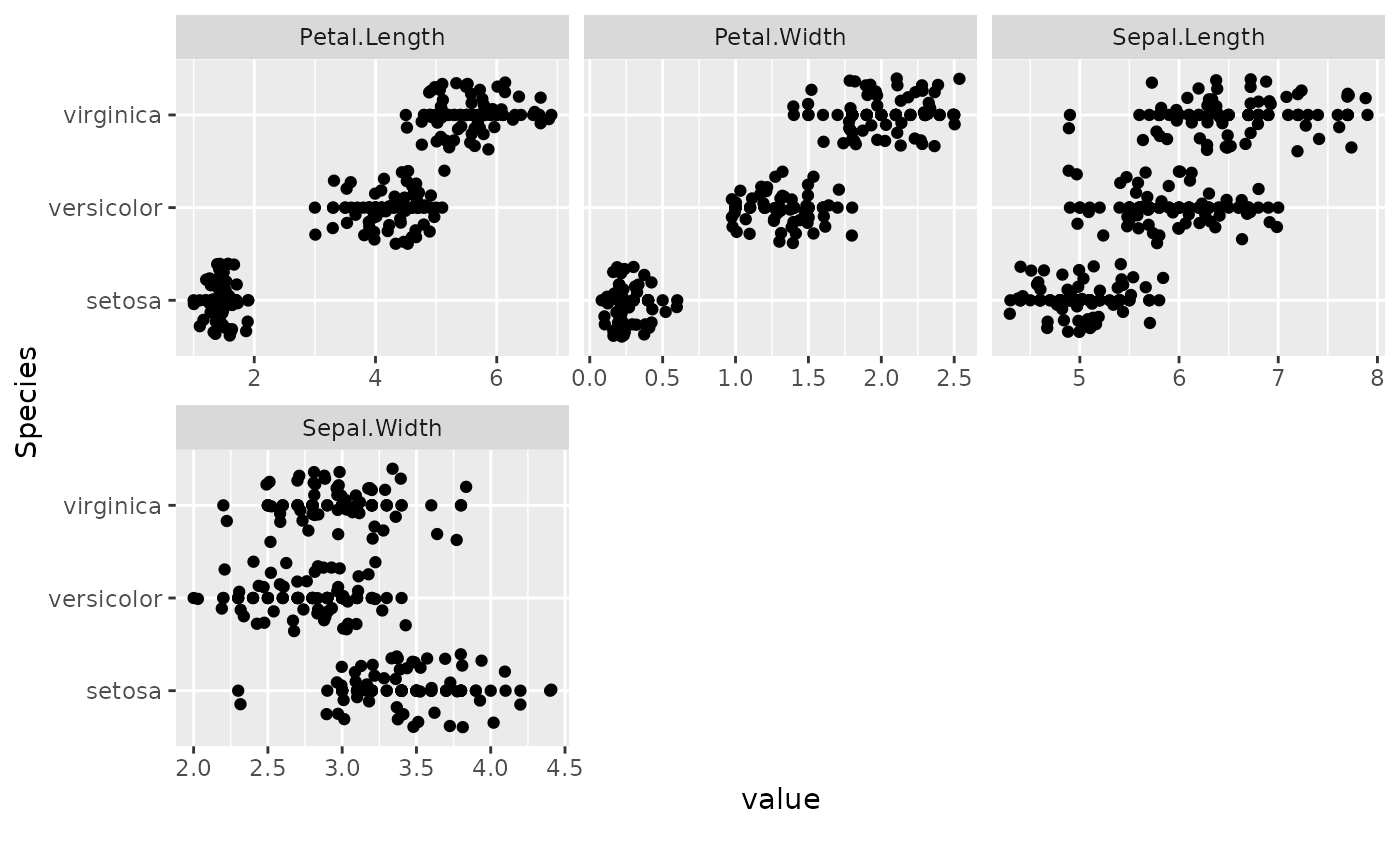 Petal.Length Petal.Width Sepal.Length
virginica
versicolor
setosa
2 4 6 0.0 0.5 1.0 1.5 2.0 2.5 5 6 7 8
Species
Sepal.Width
virginica
versicolor
setosa
2.0 2.5 3.0 3.5 4.0 4.5
value